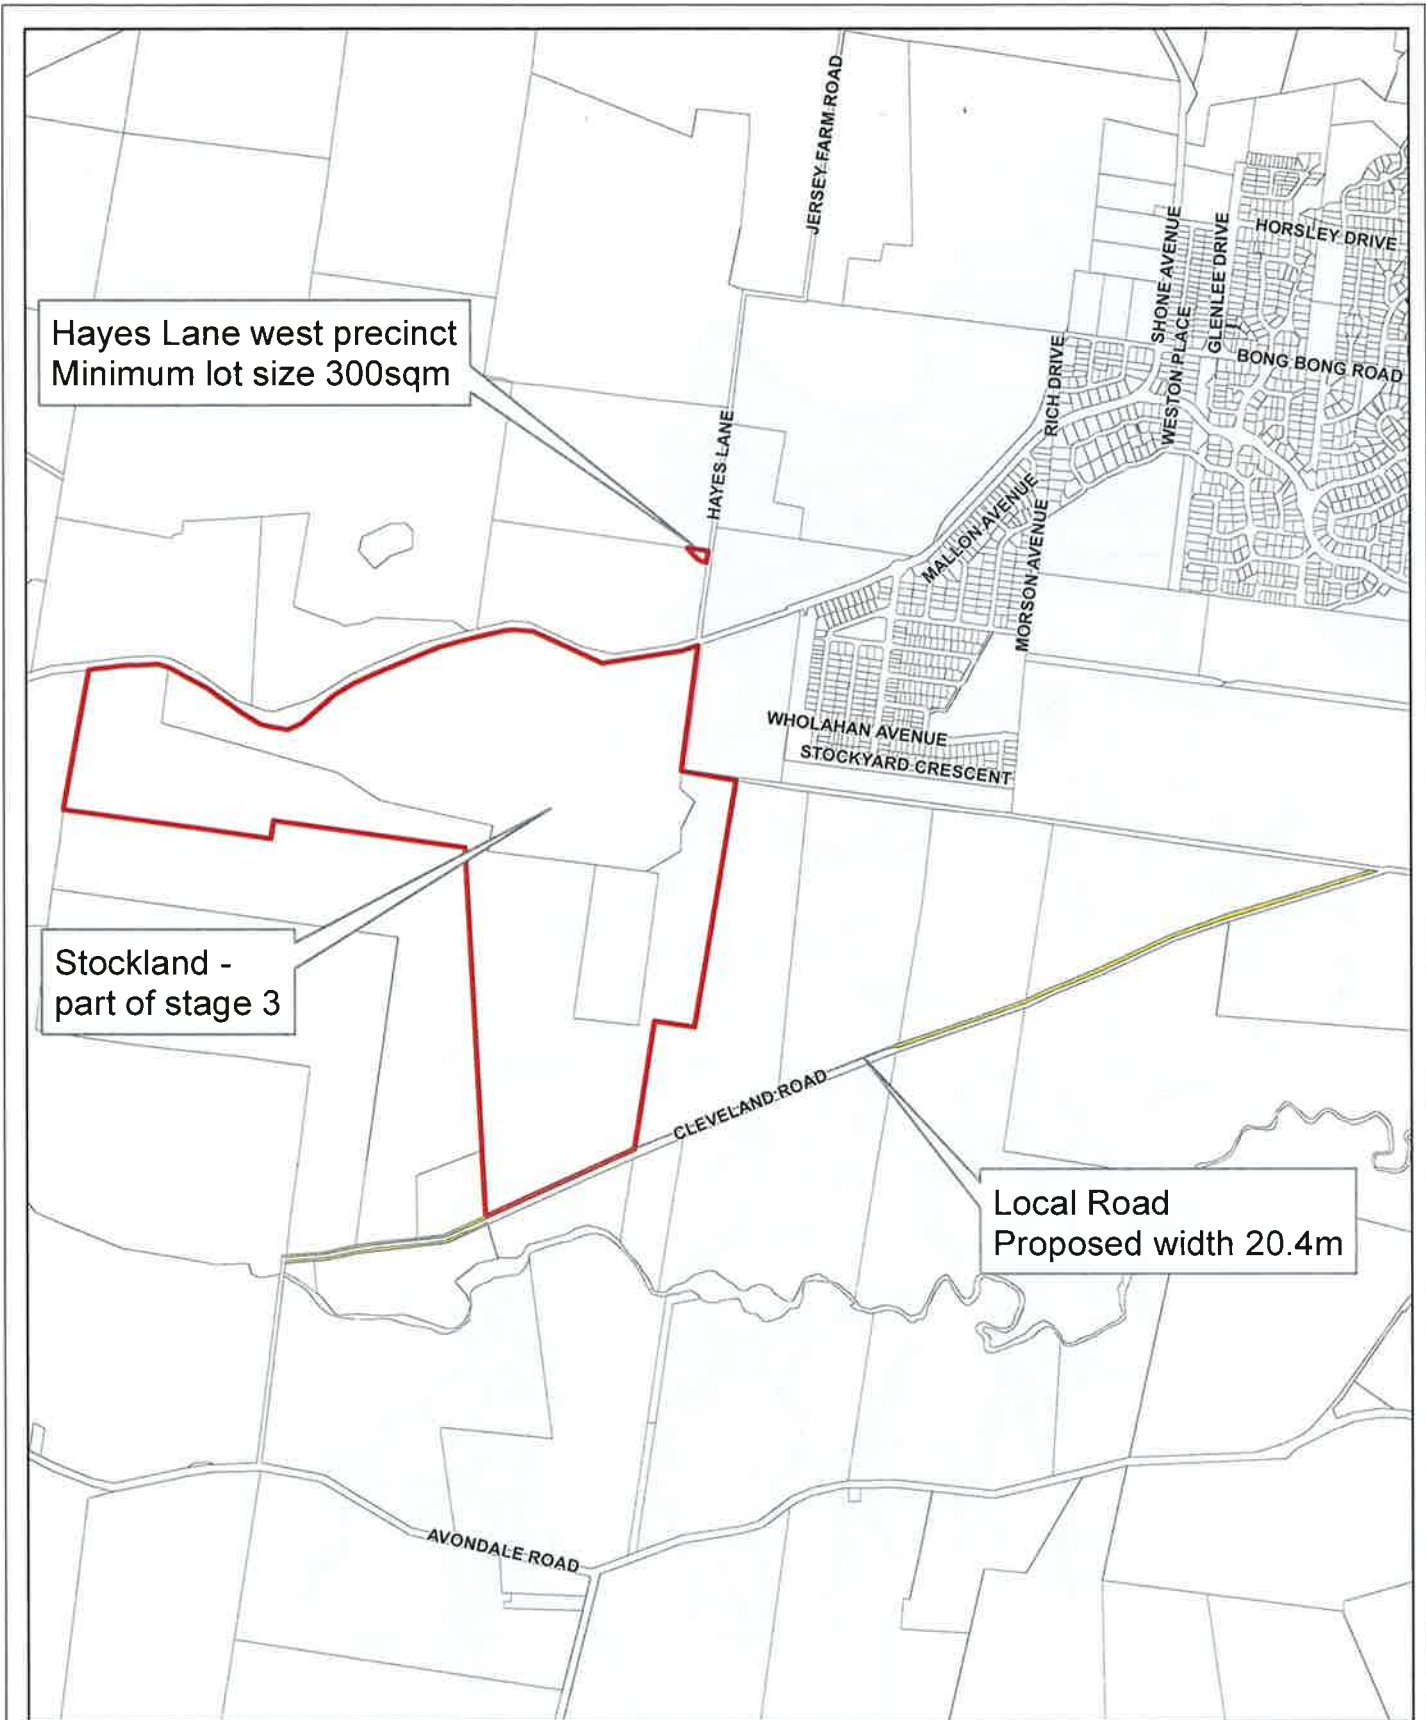 JERSEY FARM ROAD
HORSLEY DRIVE
SHONE AVENUE
GLENLEE DRIVE
WESTON PLACE
Hayes Lane west precinct
Minimum lot size 300sqm
BONG BONG ROAD
RICH DRIVE
HAYES LANE
MALLON AVENUE
MORSON AVENUE
WHOLAHAN AVENUE
STOCKYARD CRESCENT
Stockland -
part of stage 3
CLEVELAND ROAD
Local Road
Proposed width 20.4m
AVONDALE ROAD